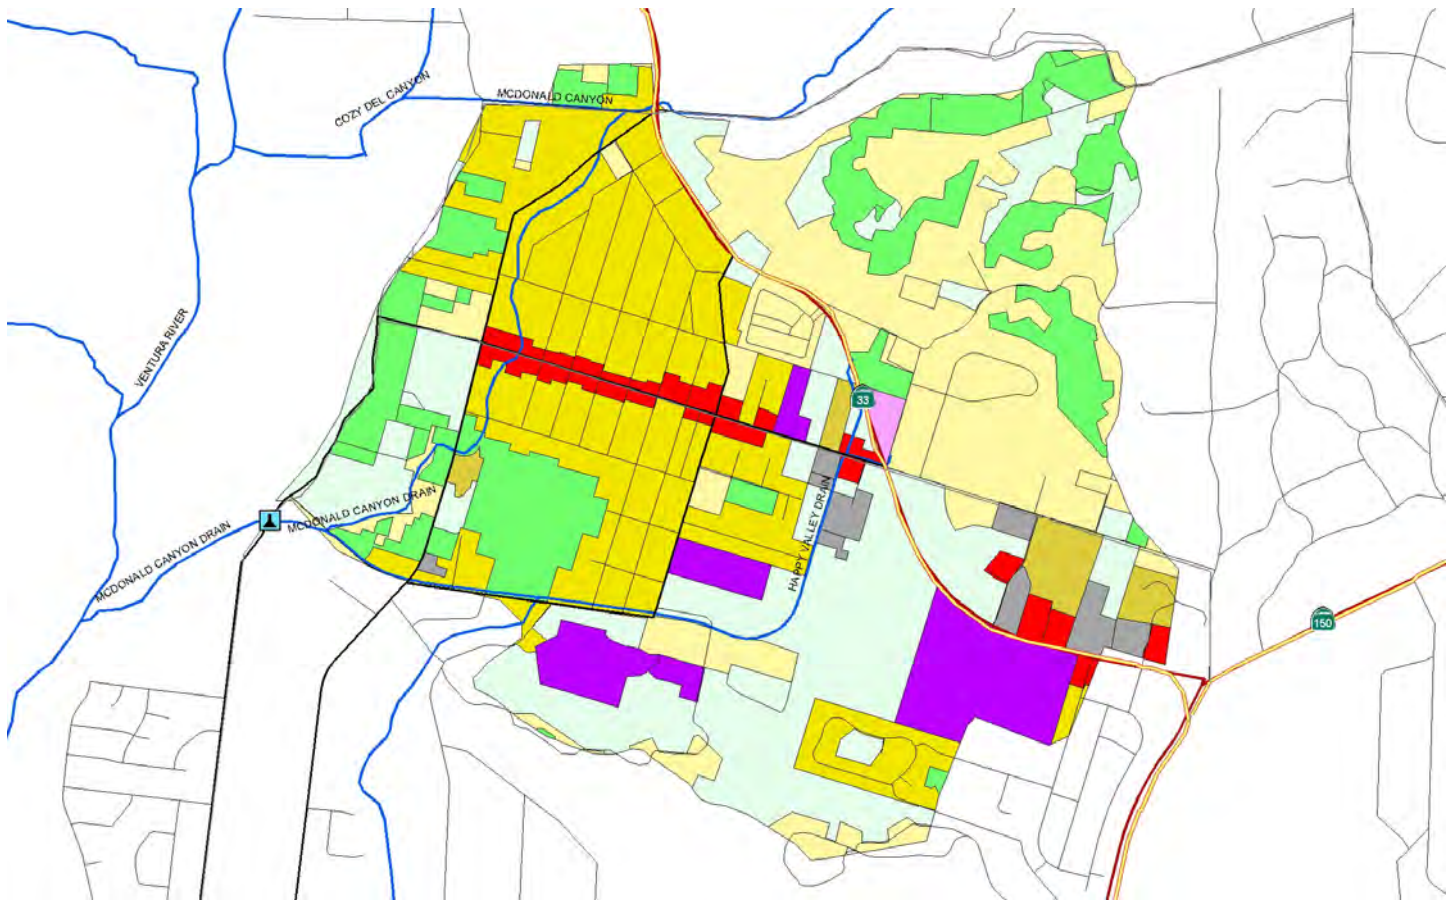 COZY DEL CANYON
MCDONALD CANYON
VENTURA RIVER
33
MCDONALD CANYON DRAIN
MCDONALD CANYON DRAIN
HAPPY VALLEY DRAIN
150